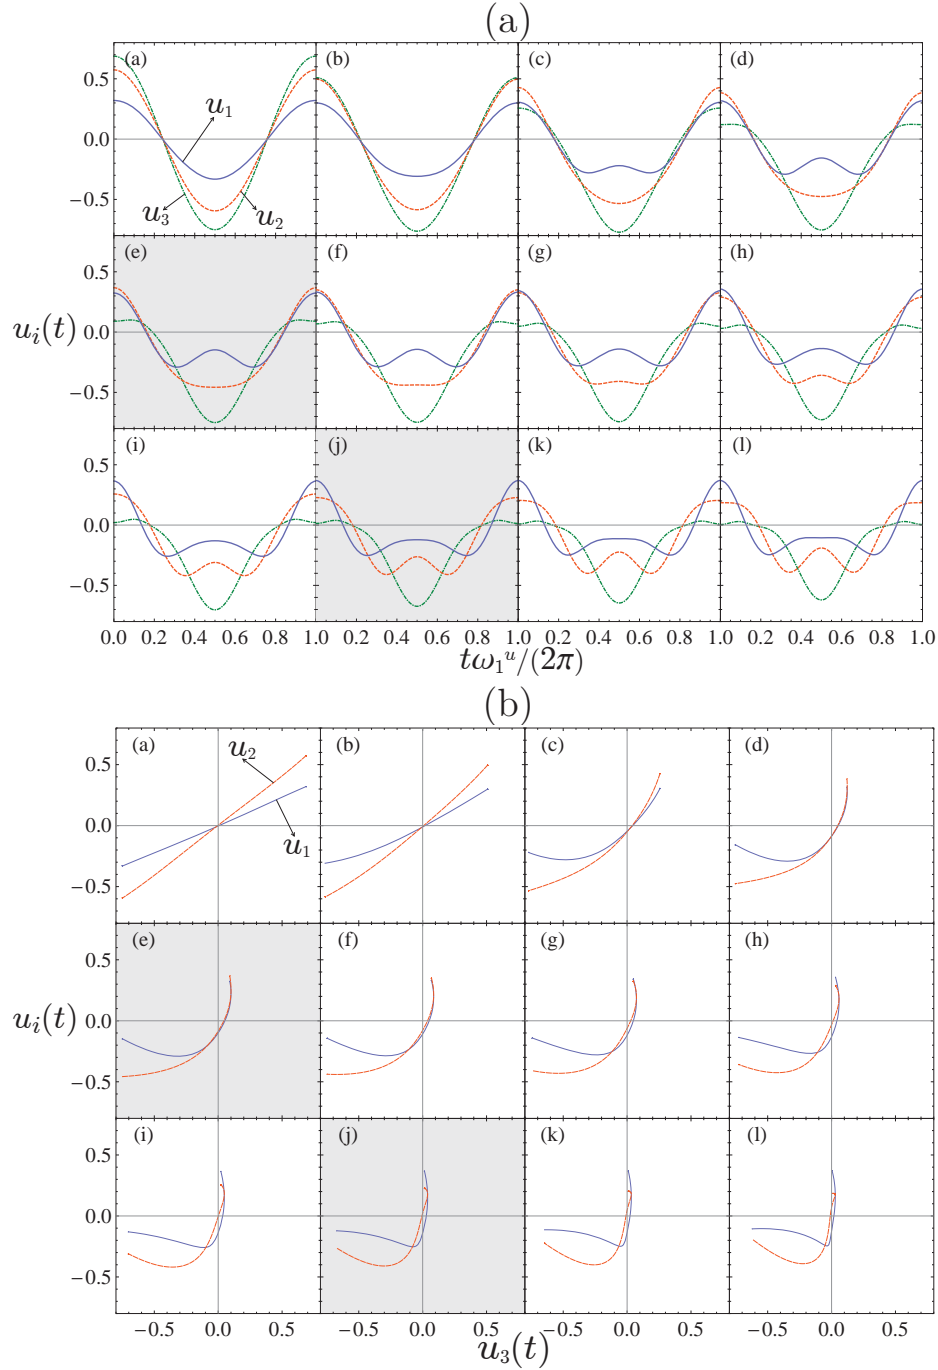 (a)
(a) (b) (c) (d)
0.5
u₁
0.0
−0.5
u₃ u₂
(e) (f) (g) (h)
0.5
uᵢ(t) 0.0
−0.5
(i) (j) (k) (l)
0.5
0.0
−0.5
0.0 0.2 0.4 0.6 0.8 1.0 0.2 0.4 0.6 0.8 1.0 0.2 0.4 0.6 0.8 1.0 0.2 0.4 0.6 0.8 1.0
tω₁ᵘ/(2π)
(b)
(a) (b) (c) (d)
u₂
0.5
0.0
u₁
−0.5
(e) (f) (g) (h)
0.5
uᵢ(t) 0.0
−0.5
(i) (j) (k) (l)
0.5
0.0
−0.5
−0.5 0.0 0.5 −0.5 0.0 0.5 −0.5 0.0 0.5 −0.5 0.0 0.5
u₃(t)